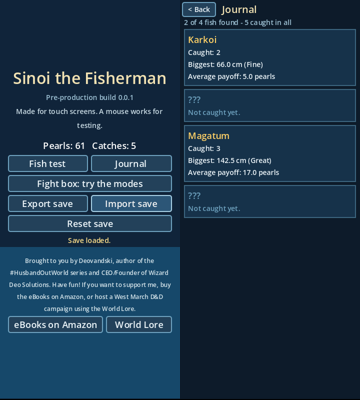 Sinoi the Fisherman
Pre-production build 0.0.1
Made for touch screens. A mouse works for
testing.
Pearls: 61 Catches: 5
Fish test
Journal
Fight box: try the modes
Export save
Import save
Reset save
Save loaded.
Brought to you by Deovandski, author of the
#HusbandOutWorld series and CEO/Founder of Wizard
Deo Solutions. Have fun! If you want to support me, buy
the eBooks on Amazon, or host a West March D&D
campaign using the World Lore.
eBooks on Amazon
World Lore
< Back
Journal
2 of 4 fish found - 5 caught in all
Karkoi
Caught: 2
Biggest: 66.0 cm (Fine)
Average payoff: 5.0 pearls
???
Not caught yet.
Magatum
Caught: 3
Biggest: 142.5 cm (Great)
Average payoff: 17.0 pearls
???
Not caught yet.